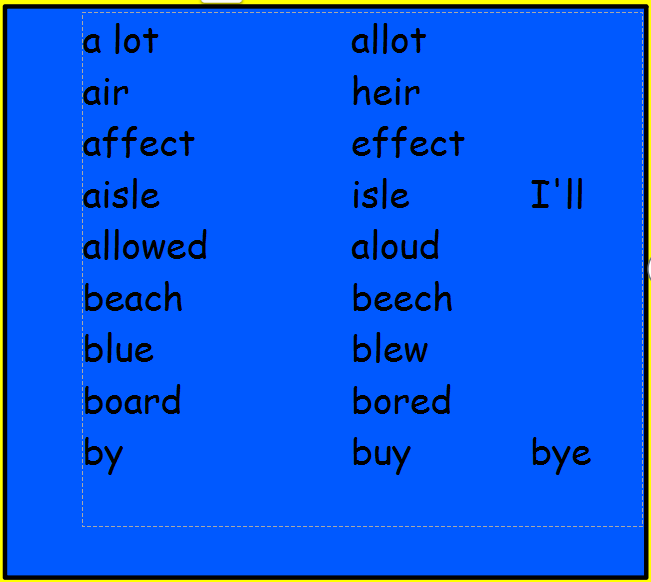 a lot allot
air heir
affect effect
aisle isle I'll
allowed aloud
beach beech
blue blew
board bored
by buy bye